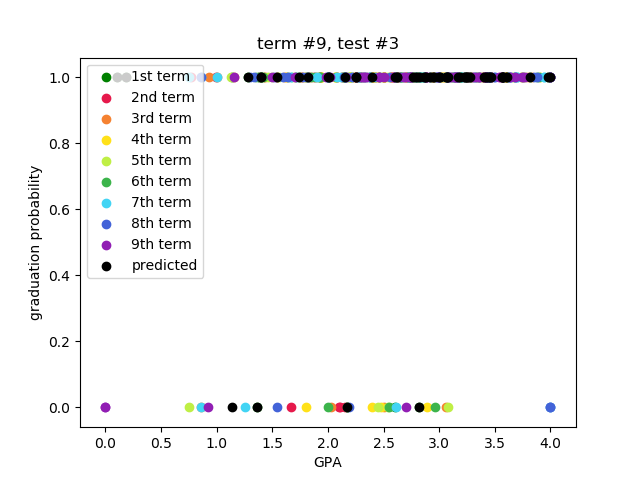 term #9, test #3
1.0
0.8
0.6
0.4
0.2
0.0
graduation probability
1st term
2nd term
3rd term
4th term
5th term
6th term
7th term
8th term
9th term
predicted
0.0 0.5 1.0 1.5 2.0 2.5 3.0 3.5 4.0
GPA